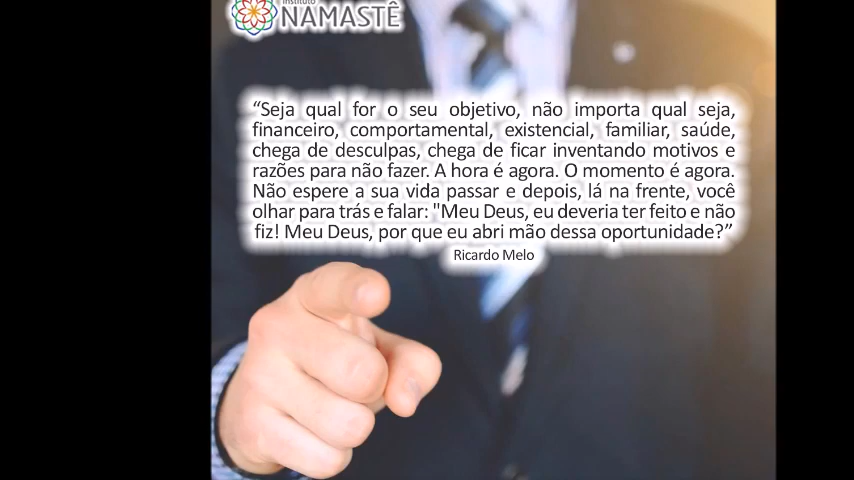 Instituto
NAMASTÊ
“Seja qual for o seu objetivo, não importa qual seja,
financeiro, comportamental, existencial, familiar, saúde,
chega de desculpas, chega de ficar inventando motivos e
razões para não fazer. A hora é agora. O momento é agora.
Não espere a sua vida passar e depois, lá na frente, você
olhar para trás e falar: "Meu Deus, eu deveria ter feito e não
fiz! Meu Deus, por que eu abri mão dessa oportunidade?”
Ricardo Melo